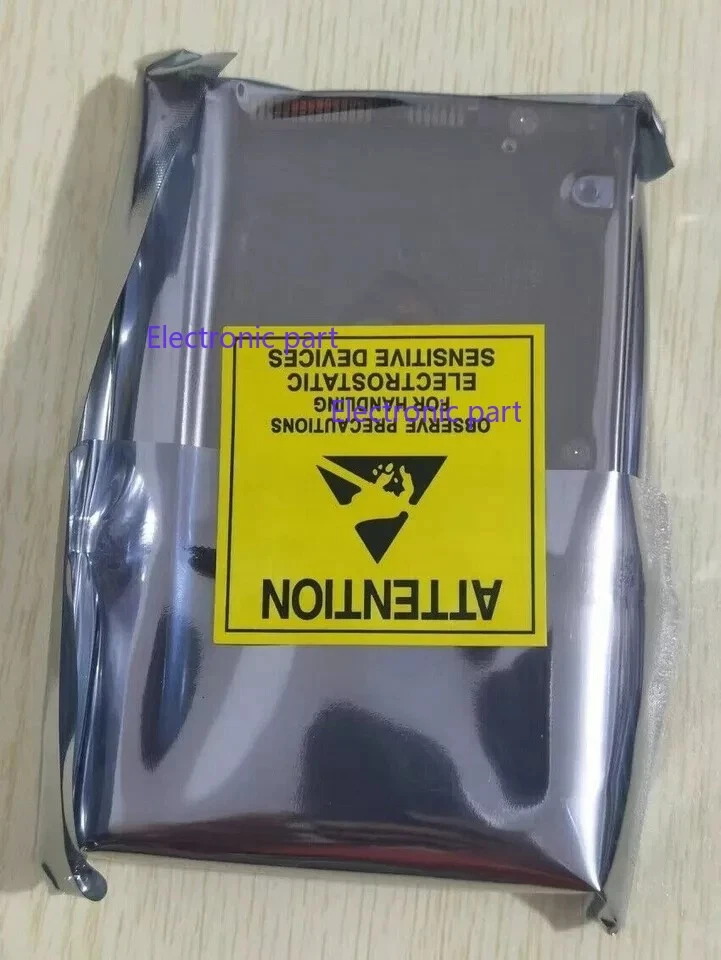 Electronic part
Electronic part
ATTENTION
OBSERVE PRECAUTIONS
FOR HANDLING
ELECTROSTATIC
SENSITIVE DEVICES